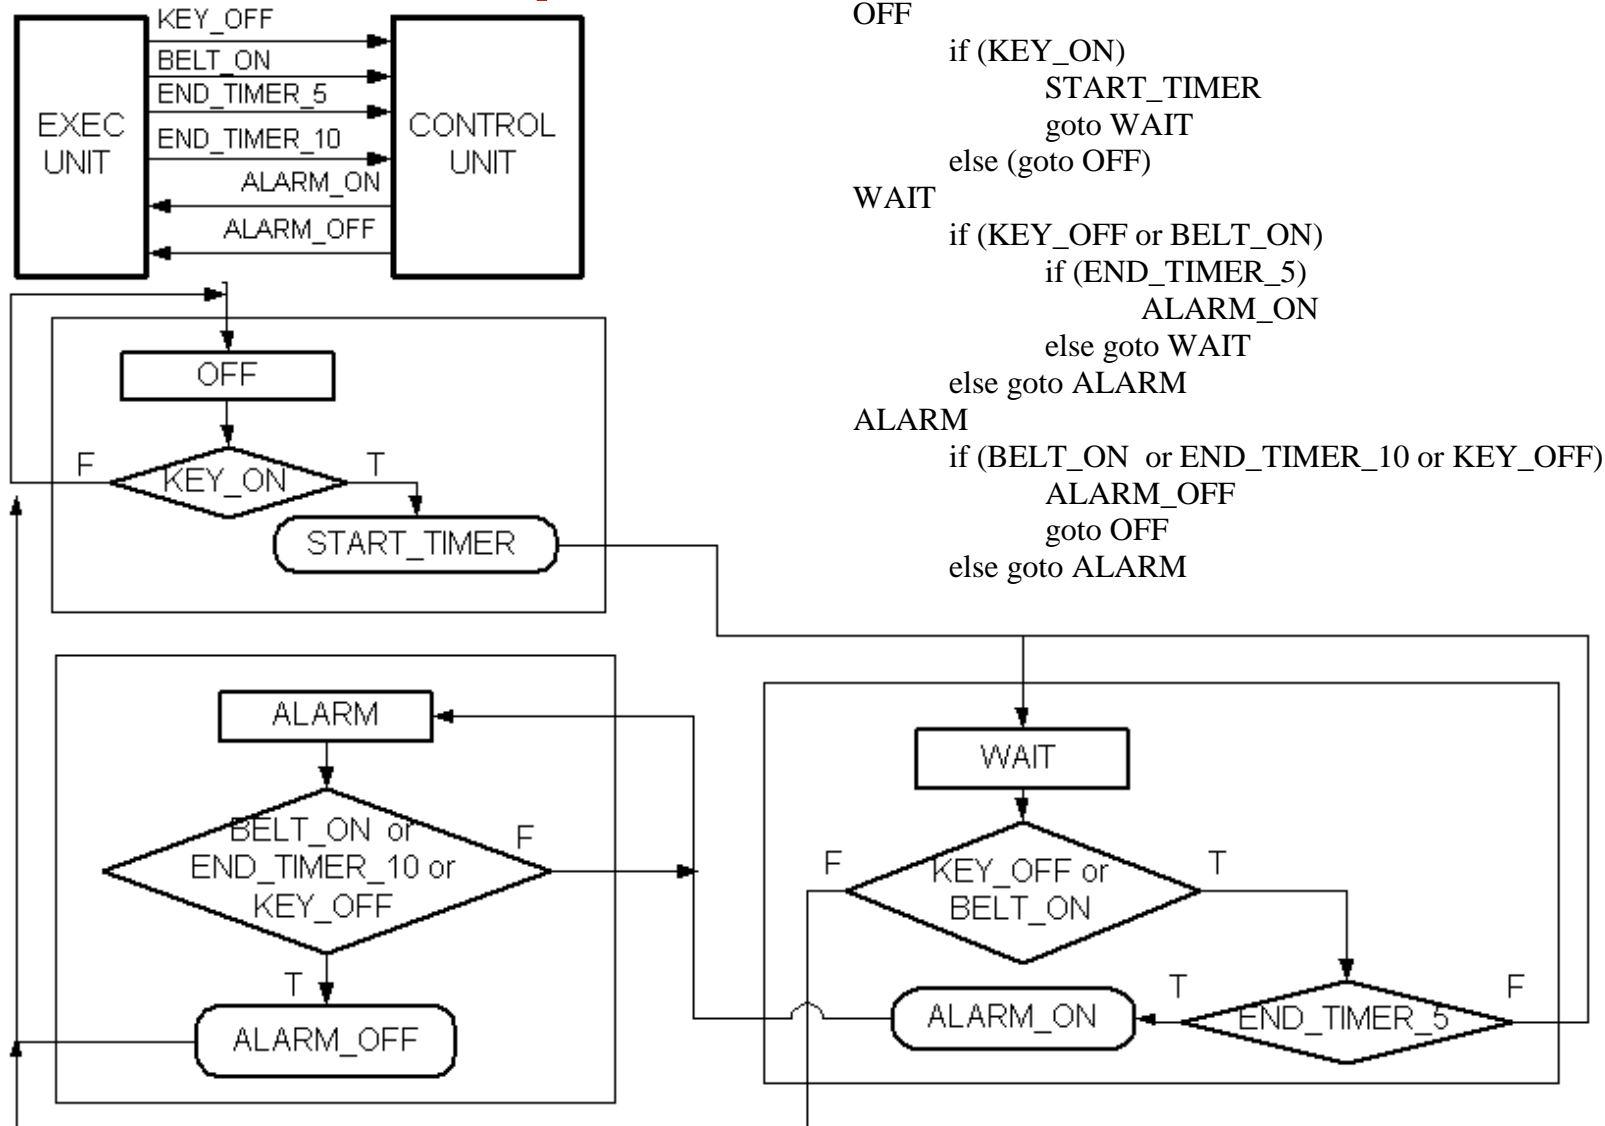 KEY_OFF
BELT_ON
END_TIMER_5
END_TIMER_10
ALARM_ON
ALARM_OFF
EXEC
UNIT
CONTROL
UNIT
OFF
if (KEY_ON)
START_TIMER
goto WAIT
else (goto OFF)
WAIT
if (KEY_OFF or BELT_ON)
if (END_TIMER_5)
ALARM_ON
else goto WAIT
else goto ALARM
ALARM
if (BELT_ON or END_TIMER_10 or KEY_OFF)
ALARM_OFF
goto OFF
else goto ALARM
OFF
F
KEY_ON
T
START_TIMER
ALARM
BELT_ON or
END_TIMER_10 or
KEY_OFF
F
T
ALARM_OFF
WAIT
F
KEY_OFF or
BELT_ON
T
ALARM_ON
T
END_TIMER_5
F